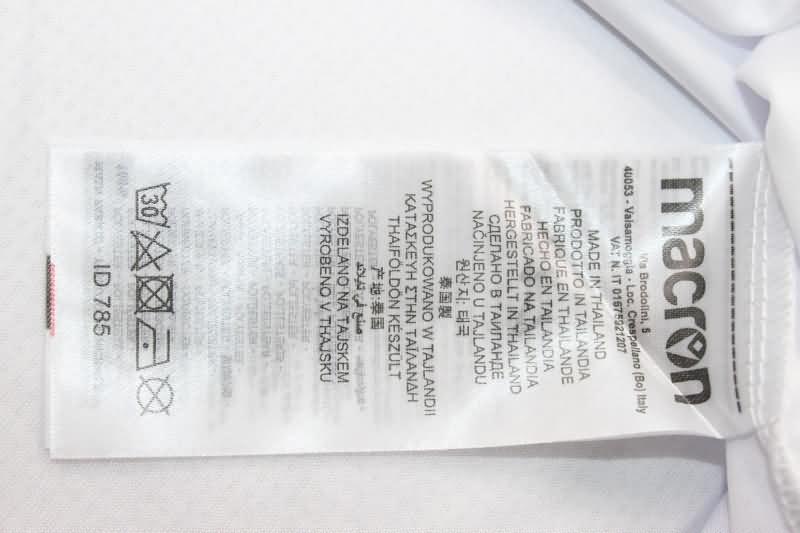 macron
Via Brodolini, 5
40053 - Valsamoggia - Loc. Crespellano (Bo) Italy
VAT N. IT 01675921207
MADE IN THAILAND
PRODOTTO IN TAILANDIA
FABRIQUÉ EN THAILANDE
HECHO EN TAILANDIA
FABRICADO NA TAILÂNDIA
HERGESTELLT IN THAILAND
СДЕЛАНО В ТАИЛАНДЕ
NAČINJENO U TAJLANDU
원산지: 태국
泰国製
WYPRODUKOWANO W TAJLANDII
ΚΑΤΑΣΚΕΥΗ ΣΤΗΝ ΤΑΪΛΑΝΔΗ
THAIFÖLDÖN KÉSZÜLT
产地:泰国
IZDELANO NA TAJSKEM
VYROBENO V THAJSKU
30
ID 785